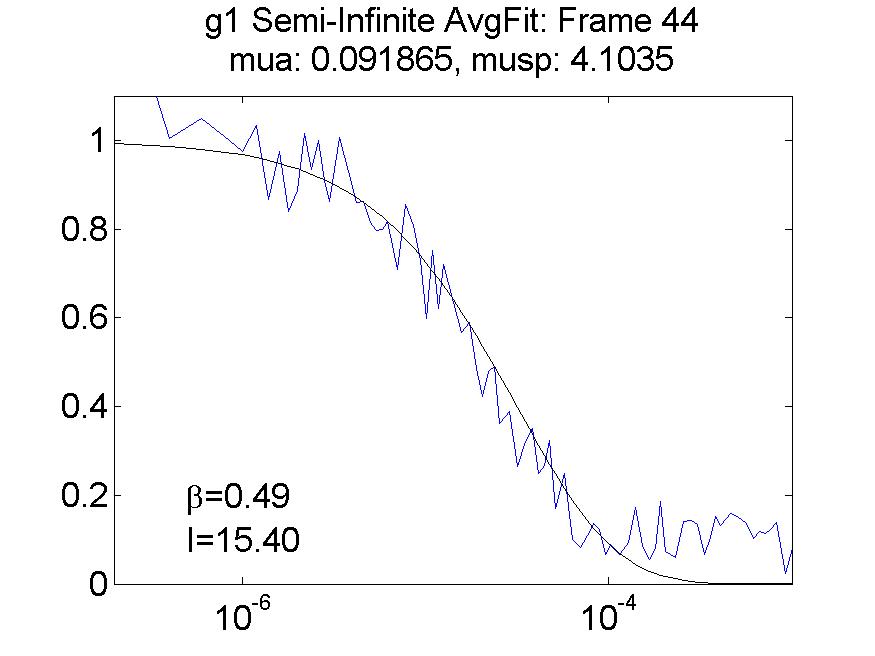 g1 Semi-Infinite AvgFit: Frame 44
mua: 0.091865, musp: 4.1035
1
0.8
0.6
0.4
0.2
0
β=0.49
I=15.40
10^-6
10^-4